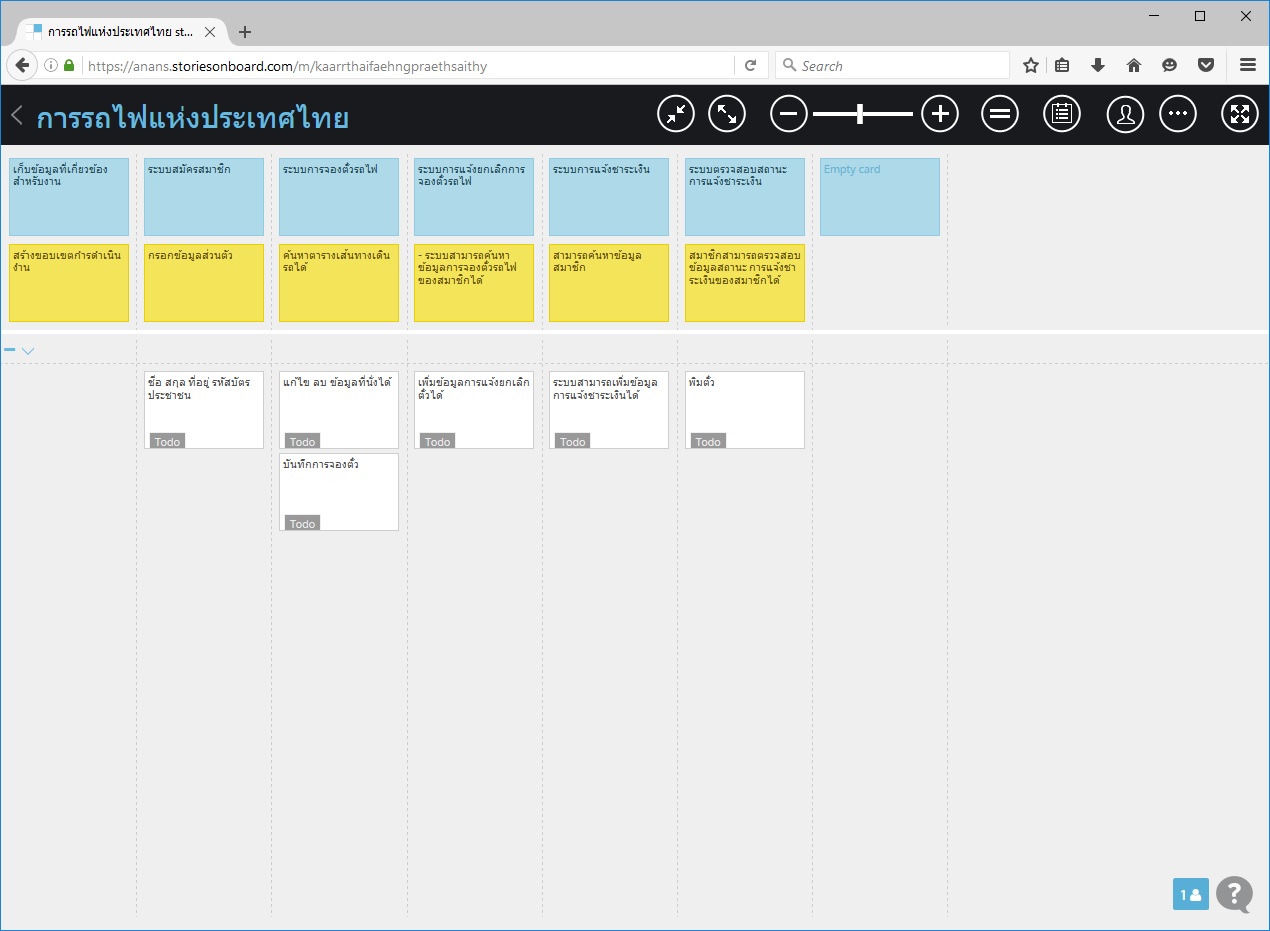 การรถไฟแห่งประเทศไทย st...
https://anans.storiesonboard.com/m/kaarrthaifaehngpraethsaithy
Search
การรถไฟแห่งประเทศไทย
เก็บข้อมูลที่เกี่ยวข้อง
สำหรับงาน
ระบบสมัครสมาชิก
ระบบการจองตั๋วรถไฟ
ระบบการแจ้งยกเลิกการ
จองตั๋วรถไฟ
ระบบการแจ้งชำระเงิน
ระบบตรวจสอบสถานะ
การแจ้งชำระเงิน
Empty card
สร้างขอบเขตการดำเนิน
งาน
กรอกข้อมูลส่วนตัว
ค้นหาตารางเส้นทางเดิน
รถได้
- ระบบสามารถค้นหา
ข้อมูลการจองตั๋วรถไฟ
ของสมาชิกได้
สามารถค้นหาข้อมูล
สมาชิก
สมาชิกสามารถตรวจสอบ
ข้อมูลสถานะ การแจ้งชำ
ระเงินของสมาชิกได้
ชื่อ สกุล ที่อยู่ รหัสบัตร
ประชาชน
Todo
แก้ไข ลบ ข้อมูลที่นั่งได้
Todo
เพิ่มข้อมูลการแจ้งยกเลิก
ตั๋วได้
Todo
ระบบสามารถเพิ่มข้อมูล
การแจ้งชำระเงินได้
Todo
พิมตั๋ว
Todo
บันทึกการจองตั๋ว
Todo
1